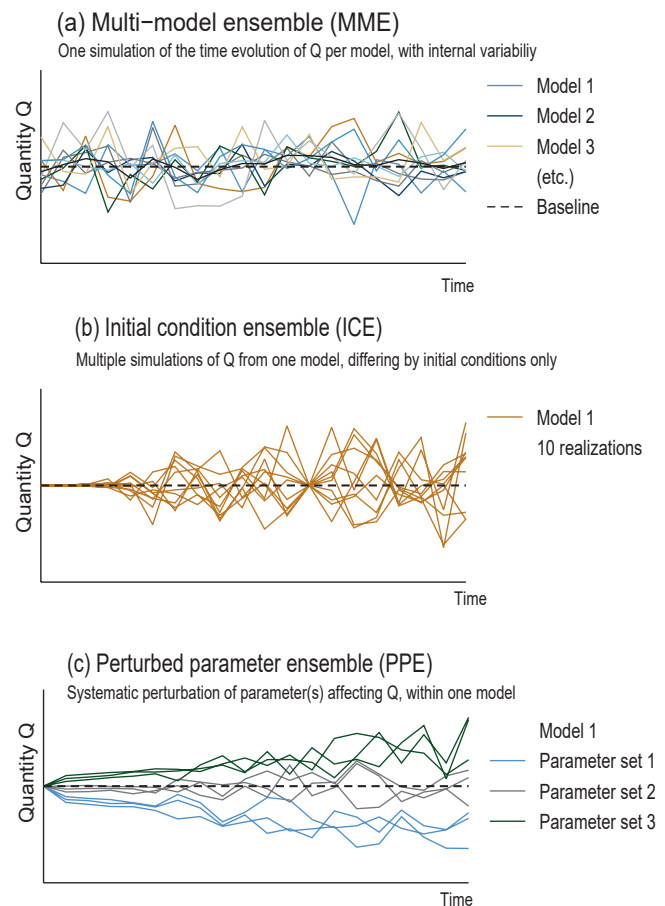 (a) Multi−model ensemble (MME)
One simulation of the time evolution of Q per model, with internal variabiliy
Quantity Q
Model 1
Model 2
Model 3
(etc.)
Baseline
Time
(b) Initial condition ensemble (ICE)
Multiple simulations of Q from one model, differing by initial conditions only
Quantity Q
Model 1
10 realizations
Time
(c) Perturbed parameter ensemble (PPE)
Systematic perturbation of parameter(s) affecting Q, within one model
Quantity Q
Model 1
Parameter set 1
Parameter set 2
Parameter set 3
Time